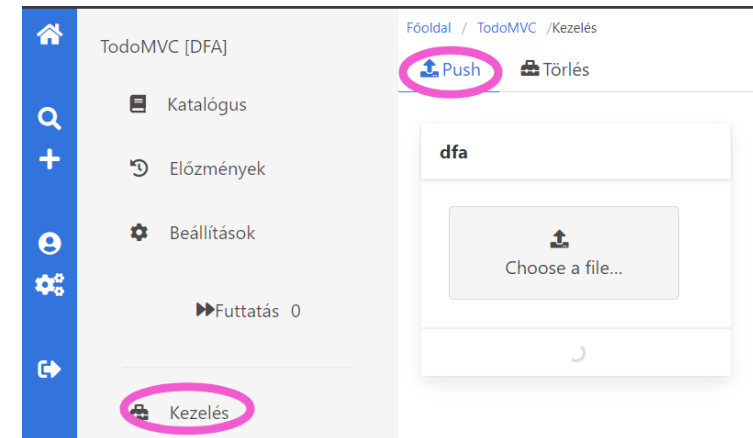 TodoMVC [DFA]
Katalógus
Előzmények
Beállítások
Futtatás 0
Kezelés
Főoldal / TodoMVC /Kezelés
Push Törlés
dfa
Choose a file...